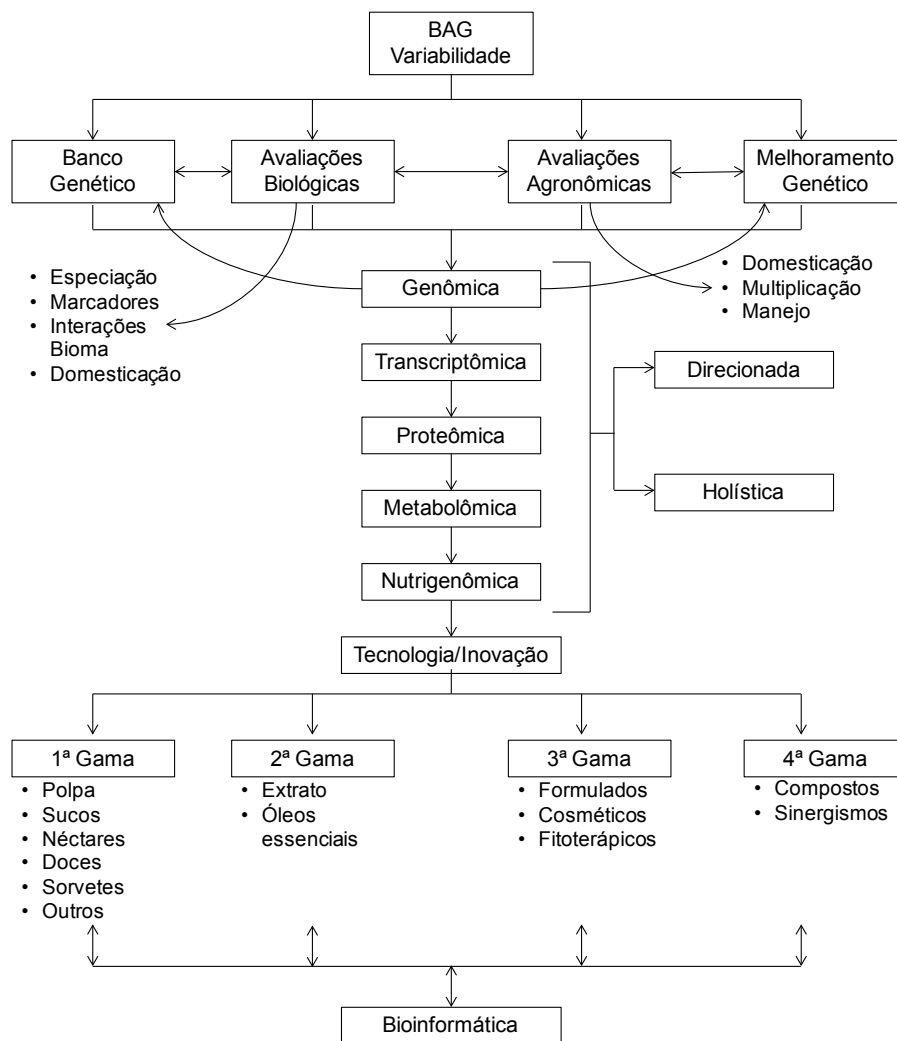 BAG
Variabilidade
Banco
Genético
Avaliações
Biológicas
Avaliações
Agronômicas
Melhoramento
Genético
• Especiação
• Marcadores
• Interações
Bioma
• Domesticação
• Domesticação
• Multiplicação
• Manejo
Genômica
Transcriptômica
Proteômica
Metabolômica
Nutrigenômica
Direcionada
Holística
Tecnologia/Inovação
1ª Gama
• Polpa
• Sucos
• Néctares
• Doces
• Sorvetes
• Outros
2ª Gama
• Extrato
• Óleos
essenciais
3ª Gama
• Formulados
• Cosméticos
• Fitoterápicos
4ª Gama
• Compostos
• Sinergismos
Bioinformática